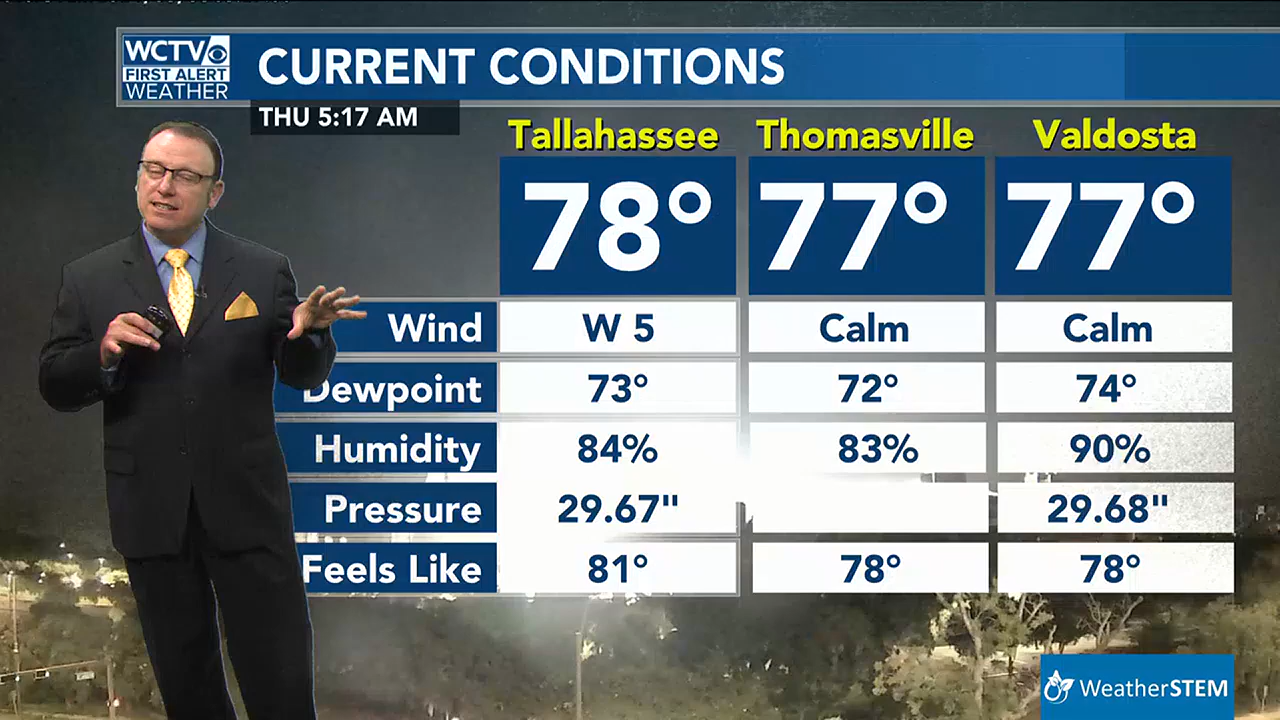 WCTV
FIRST ALERT
WEATHER
CURRENT CONDITIONS
THU 5:17 AM
Tallahassee Thomasville Valdosta
78° 77° 77°
Wind W 5 Calm Calm
Dewpoint 73° 72° 74°
Humidity 84% 83% 90%
Pressure 29.67" 29.68"
Feels Like 81° 78° 78°
WeatherSTEM